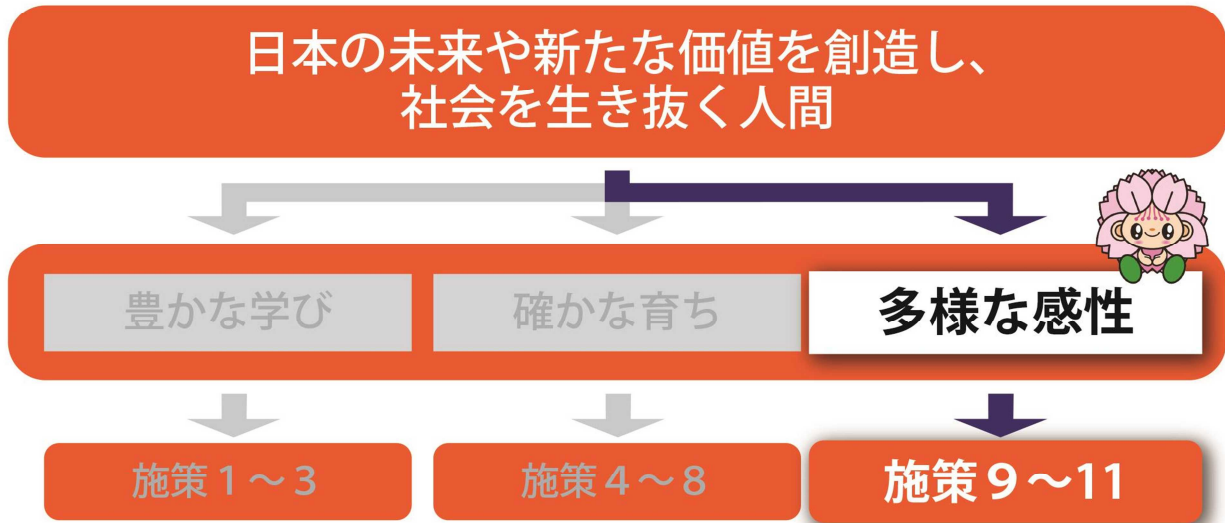 日本の未来や新たな価値を創造し、
社会を生き抜く人間
豊かな学び
確かな育ち
多様な感性
施策1～3
施策4～8
施策9～11